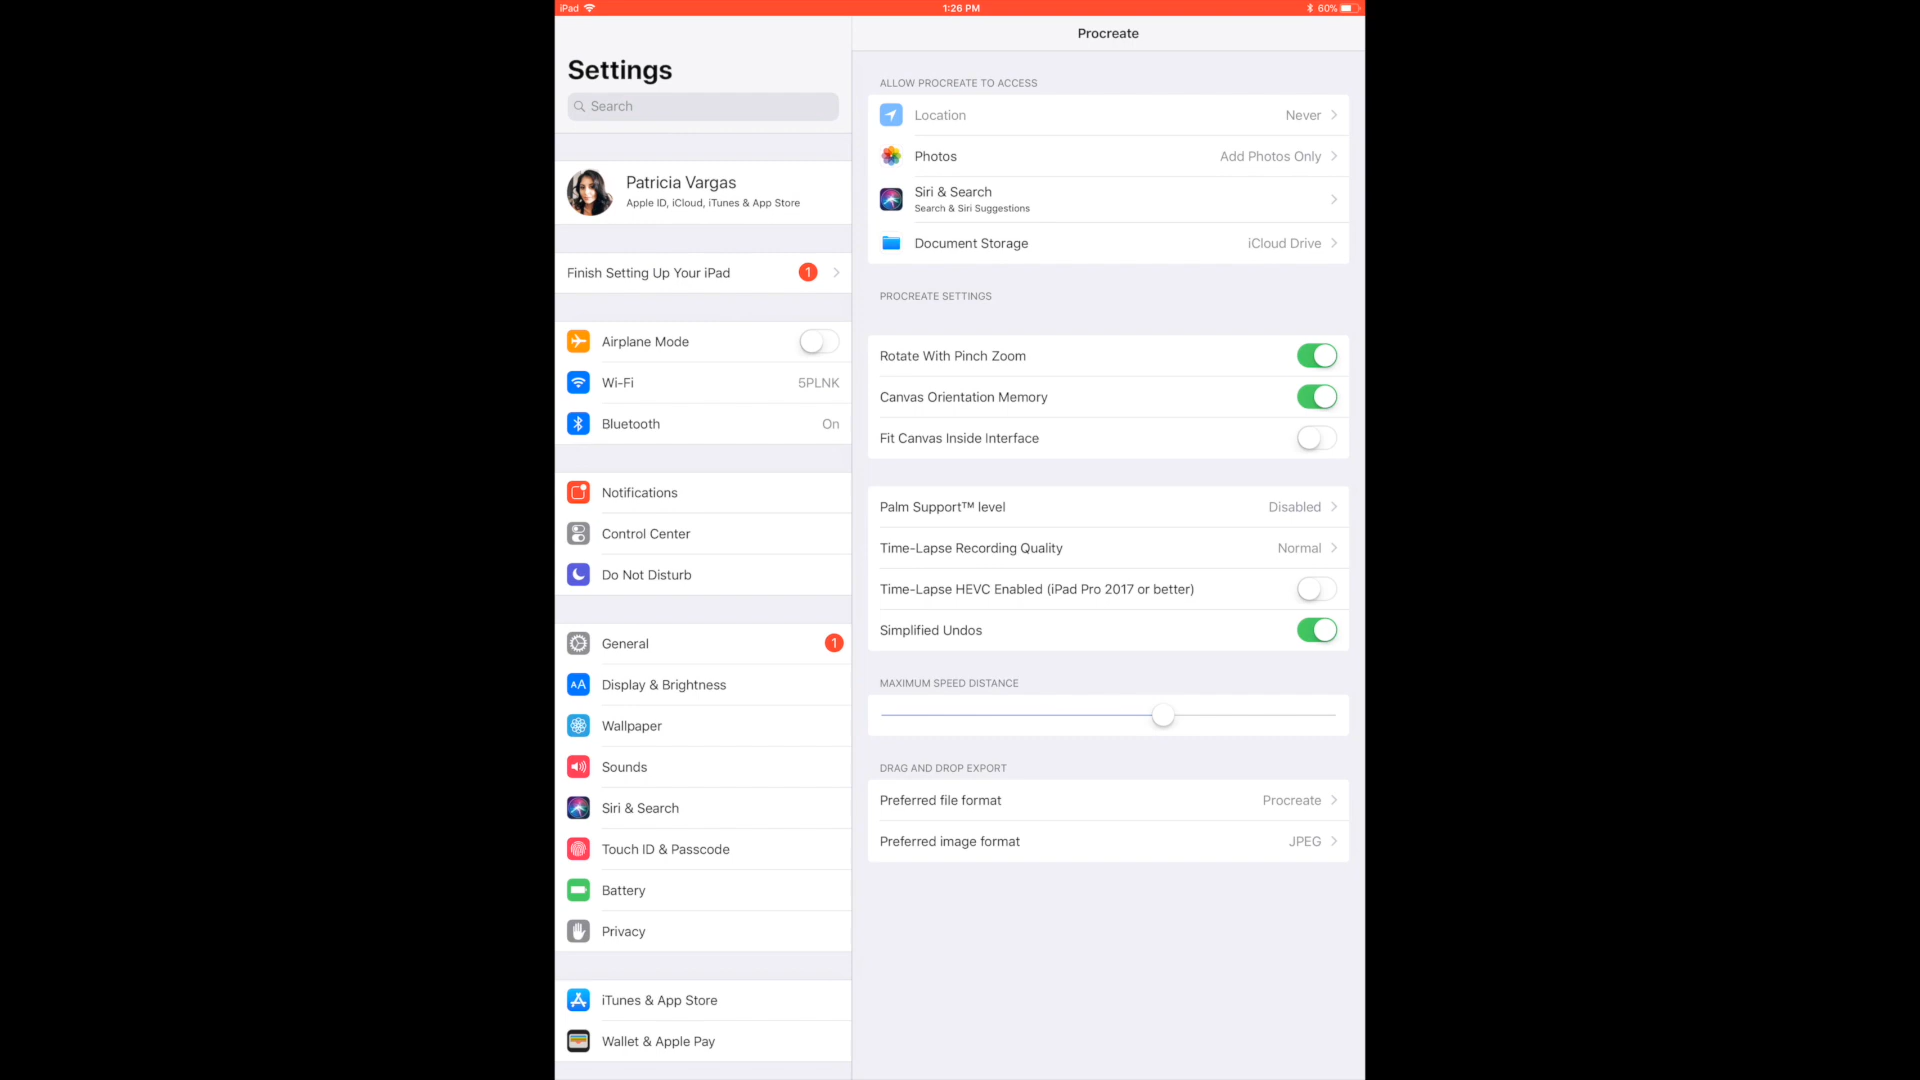 iPad
1:26 PM
60%
Settings
Search
Patricia Vargas
Apple ID, iCloud, iTunes & App Store
Finish Setting Up Your iPad 1
Airplane Mode
Wi-Fi 5PLNK
Bluetooth On
Notifications
Control Center
Do Not Disturb
General 1
AA Display & Brightness
Wallpaper
Sounds
Siri & Search
Touch ID & Passcode
Battery
Privacy
iTunes & App Store
Wallet & Apple Pay
Procreate
ALLOW PROCREATE TO ACCESS
Location Never
Photos Add Photos Only
Siri & Search
Search & Siri Suggestions
Document Storage iCloud Drive
PROCREATE SETTINGS
Rotate With Pinch Zoom
Canvas Orientation Memory
Fit Canvas Inside Interface
Palm Support™ level Disabled
Time-Lapse Recording Quality Normal
Time-Lapse HEVC Enabled (iPad Pro 2017 or better)
Simplified Undos
MAXIMUM SPEED DISTANCE
DRAG AND DROP EXPORT
Preferred file format Procreate
Preferred image format JPEG